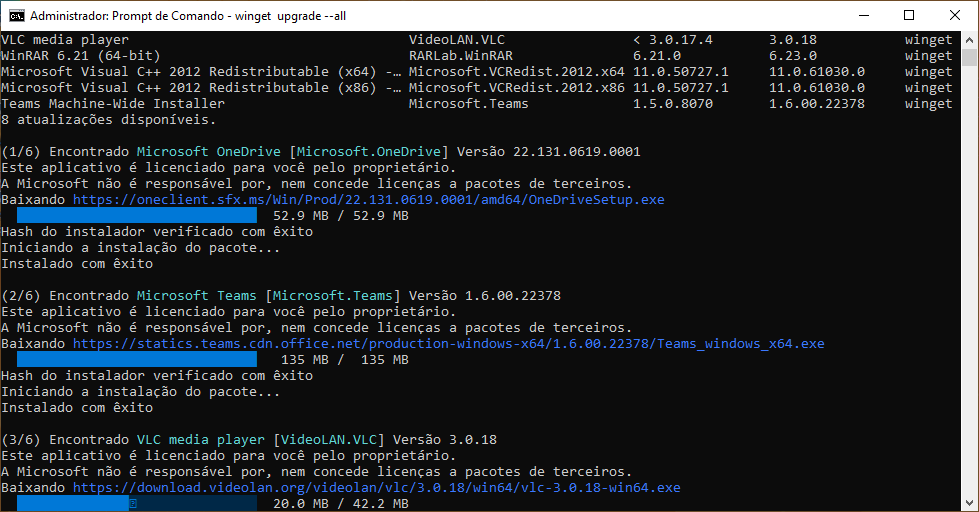 Administrador: Prompt de Comando - winget upgrade --all
VLC media player VideoLAN.VLC < 3.0.17.4 3.0.18 winget
WinRAR 6.21 (64-bit) RARLab.WinRAR 6.21.0 6.23.0 winget
Microsoft Visual C++ 2012 Redistributable (x64) -… Microsoft.VCRedist.2012.x64 11.0.50727.1 11.0.61030.0 winget
Microsoft Visual C++ 2012 Redistributable (x86) -… Microsoft.VCRedist.2012.x86 11.0.50727.1 11.0.61030.0 winget
Teams Machine-Wide Installer Microsoft.Teams 1.5.0.8070 1.6.00.22378 winget
8 atualizações disponíveis.
(1/6) Encontrado Microsoft OneDrive [Microsoft.OneDrive] Versão 22.131.0619.0001
Este aplicativo é licenciado para você pelo proprietário.
A Microsoft não é responsável por, nem concede licenças a pacotes de terceiros.
Baixando https://oneclient.sfx.ms/Win/Prod/22.131.0619.0001/amd64/OneDriveSetup.exe
52.9 MB / 52.9 MB
Hash do instalador verificado com êxito
Iniciando a instalação do pacote...
Instalado com êxito
(2/6) Encontrado Microsoft Teams [Microsoft.Teams] Versão 1.6.00.22378
Este aplicativo é licenciado para você pelo proprietário.
A Microsoft não é responsável por, nem concede licenças a pacotes de terceiros.
Baixando https://statics.teams.cdn.office.net/production-windows-x64/1.6.00.22378/Teams_windows_x64.exe
135 MB / 135 MB
Hash do instalador verificado com êxito
Iniciando a instalação do pacote...
Instalado com êxito
(3/6) Encontrado VLC media player [VideoLAN.VLC] Versão 3.0.18
Este aplicativo é licenciado para você pelo proprietário.
A Microsoft não é responsável por, nem concede licenças a pacotes de terceiros.
Baixando https://download.videolan.org/videolan/vlc/3.0.18/win64/vlc-3.0.18-win64.exe
20.0 MB / 42.2 MB